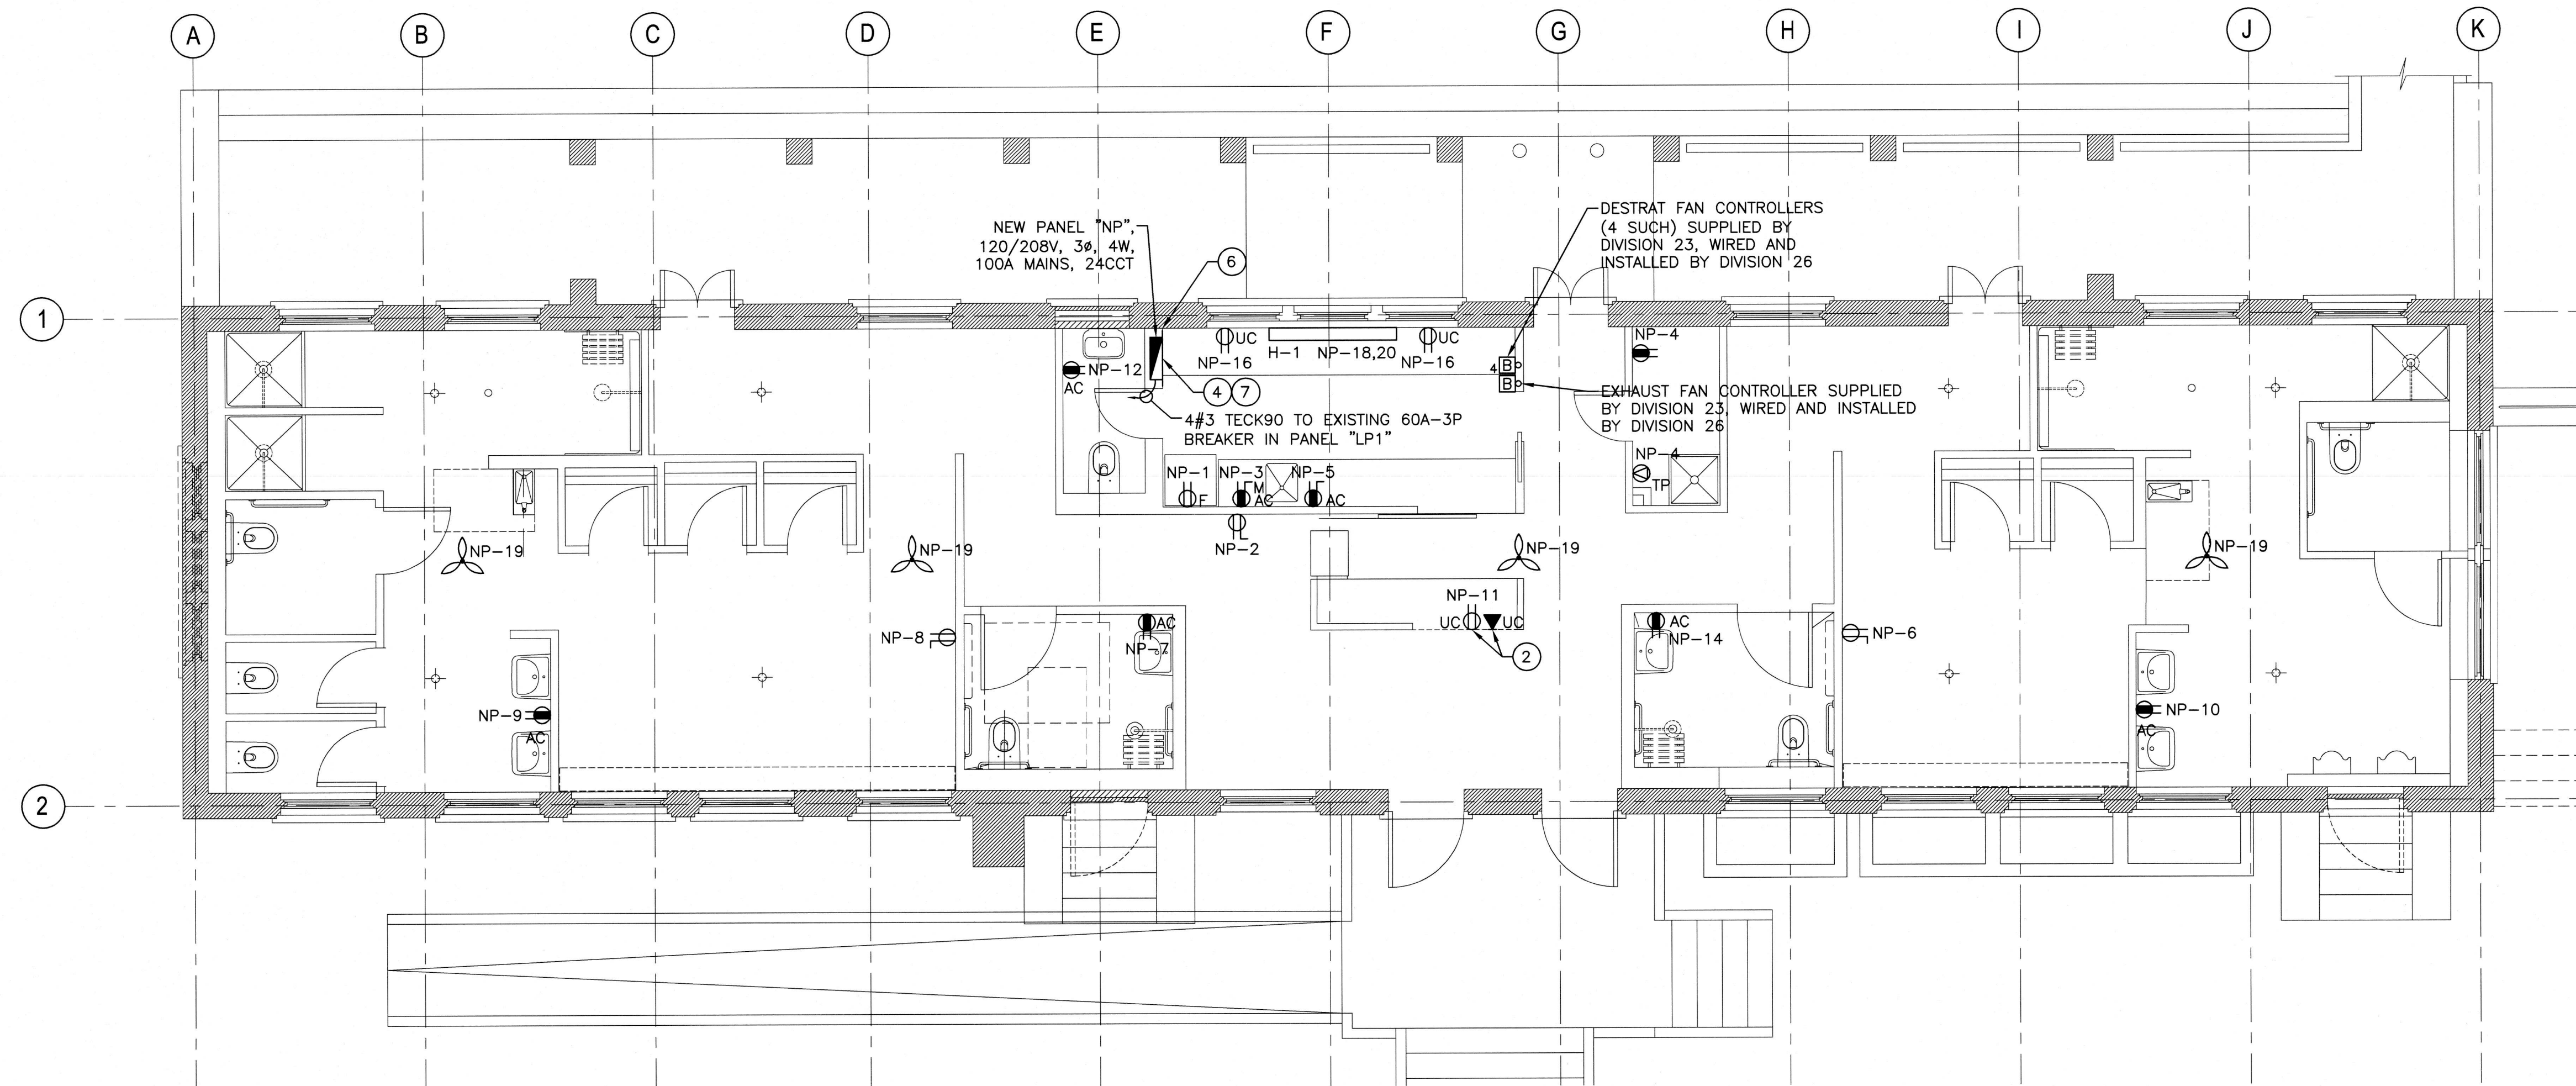 A B C D E F G H I J K
NEW PANEL "NP",
120/208V, 3ø, 4W,
100A MAINS, 24CCT
6
DESTRAT FAN CONTROLLERS
(4 SUCH) SUPPLIED BY
DIVISION 23, WIRED AND
INSTALLED BY DIVISION 26
1
UC
NP-16
H-1 NP-18,20
UC
NP-16
NP-4
NP-12
AC
4 B
B
4 7
EXHAUST FAN CONTROLLER SUPPLIED
BY DIVISION 23, WIRED AND INSTALLED
BY DIVISION 26
4#3 TECK90 TO EXISTING 60A-3P
BREAKER IN PANEL "LP1"
NP-1 NP-3 NP-5
F M AC AC
NP-4
TP
NP-2
NP-19
NP-19
NP-19
NP-19
NP-11
UC UC
2
NP-8
AC
NP-7
AC
NP-14
NP-6
NP-9
AC
NP-10
AC
2